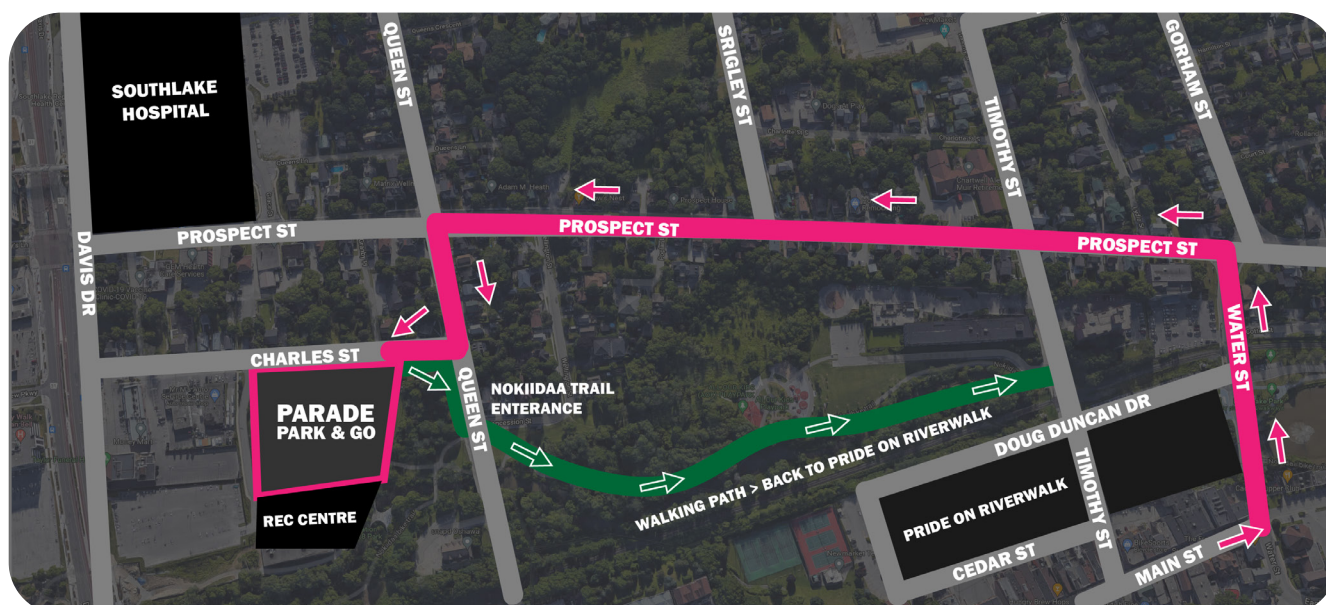 SOUTHLAKE
HOSPITAL
QUEEN ST
SRIGLEY ST
TIMOTHY ST
GORHAM ST
DAVIS DR
PROSPECT ST
PROSPECT ST
PROSPECT ST
Adam M. Heath
CHARLES ST
QUEEN ST
NOKIIDAA TRAIL
ENTERANCE
WATER ST
PARADE
PARK & GO
REC CENTRE
WALKING PATH > BACK TO PRIDE ON RIVERWALK
DOUG DUNCAN DR
PRIDE ON RIVERWALK
TIMOTHY ST
CEDAR ST
MAIN ST